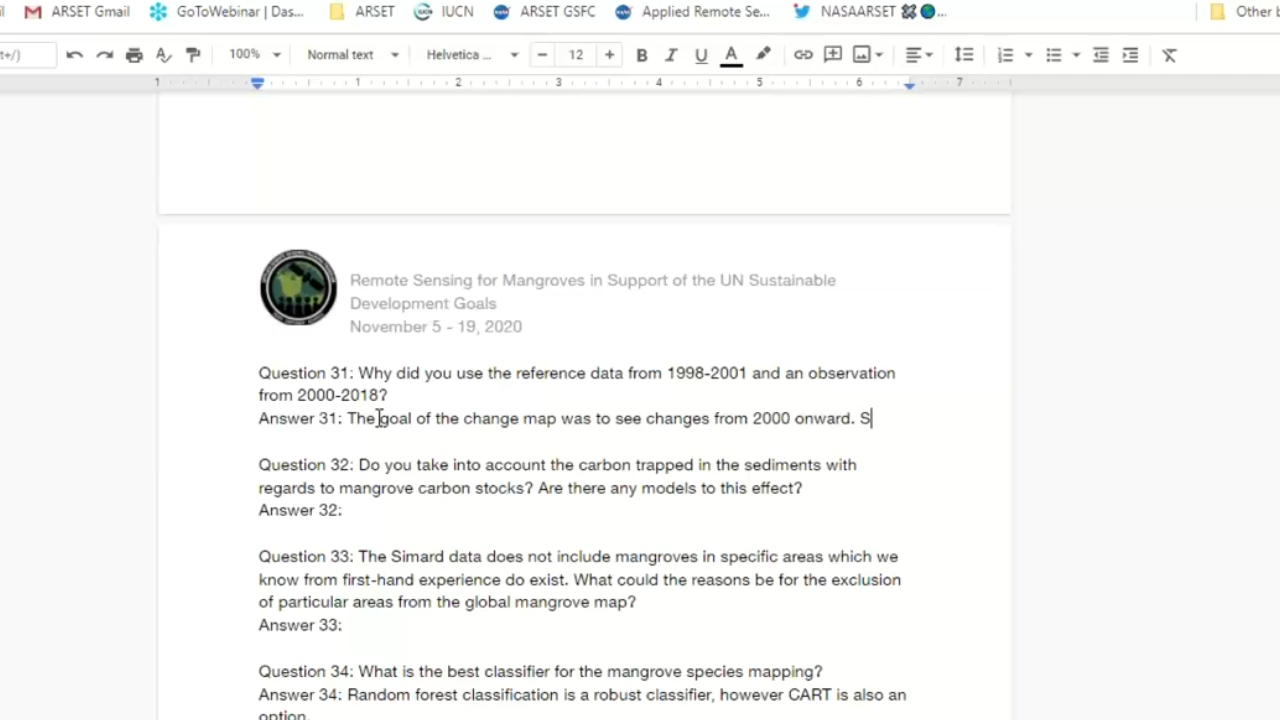 ARSET Gmail GoToWebinar | Das... ARSET IUCN ARSET GSFC Applied Remote Se... NASAARSET Other b
t+/) 100% Normal text Helvetica ... − 12 + B I U A
1 1 2 3 4 5 6 7
Remote Sensing for Mangroves in Support of the UN Sustainable
Development Goals
November 5 - 19, 2020
Question 31: Why did you use the reference data from 1998-2001 and an observation
from 2000-2018?
Answer 31: The goal of the change map was to see changes from 2000 onward. S
Question 32: Do you take into account the carbon trapped in the sediments with
regards to mangrove carbon stocks? Are there any models to this effect?
Answer 32:
Question 33: The Simard data does not include mangroves in specific areas which we
know from first-hand experience do exist. What could the reasons be for the exclusion
of particular areas from the global mangrove map?
Answer 33:
Question 34: What is the best classifier for the mangrove species mapping?
Answer 34: Random forest classification is a robust classifier, however CART is also an
option.